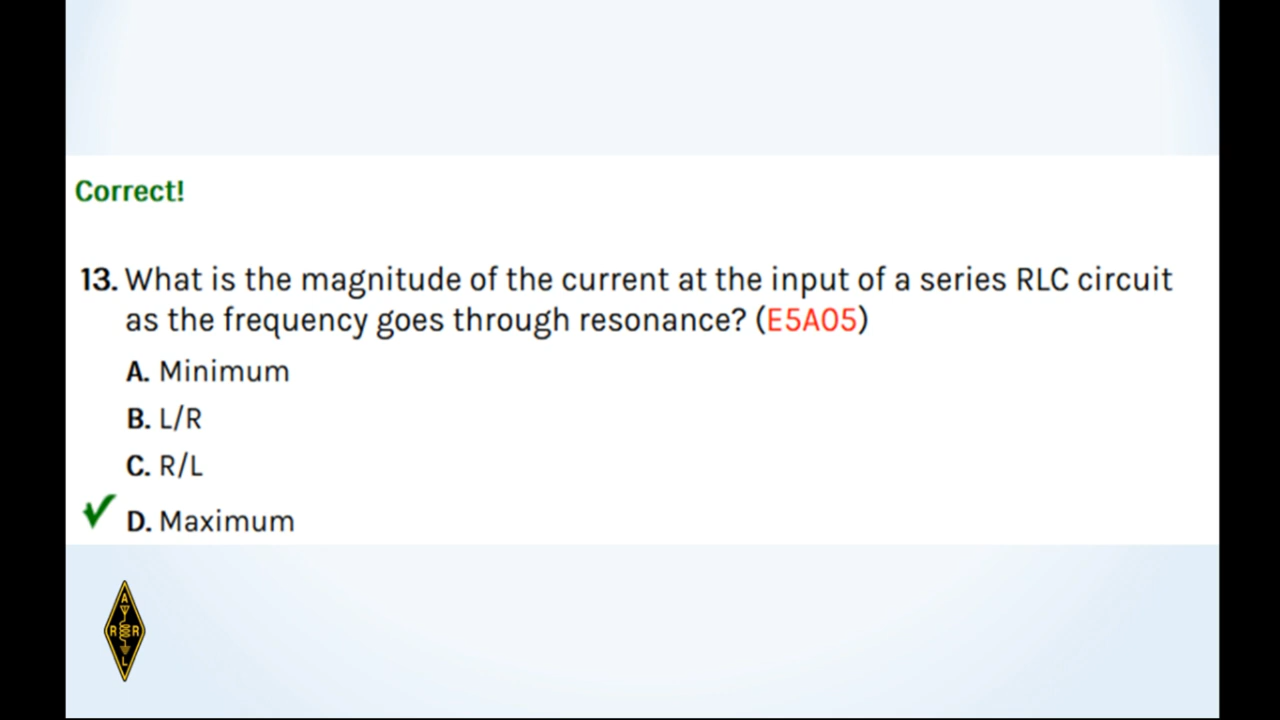 Correct!
13. What is the magnitude of the current at the input of a series RLC circuit
as the frequency goes through resonance? (E5A05)
A. Minimum
B. L/R
C. R/L
D. Maximum
A
R R
L